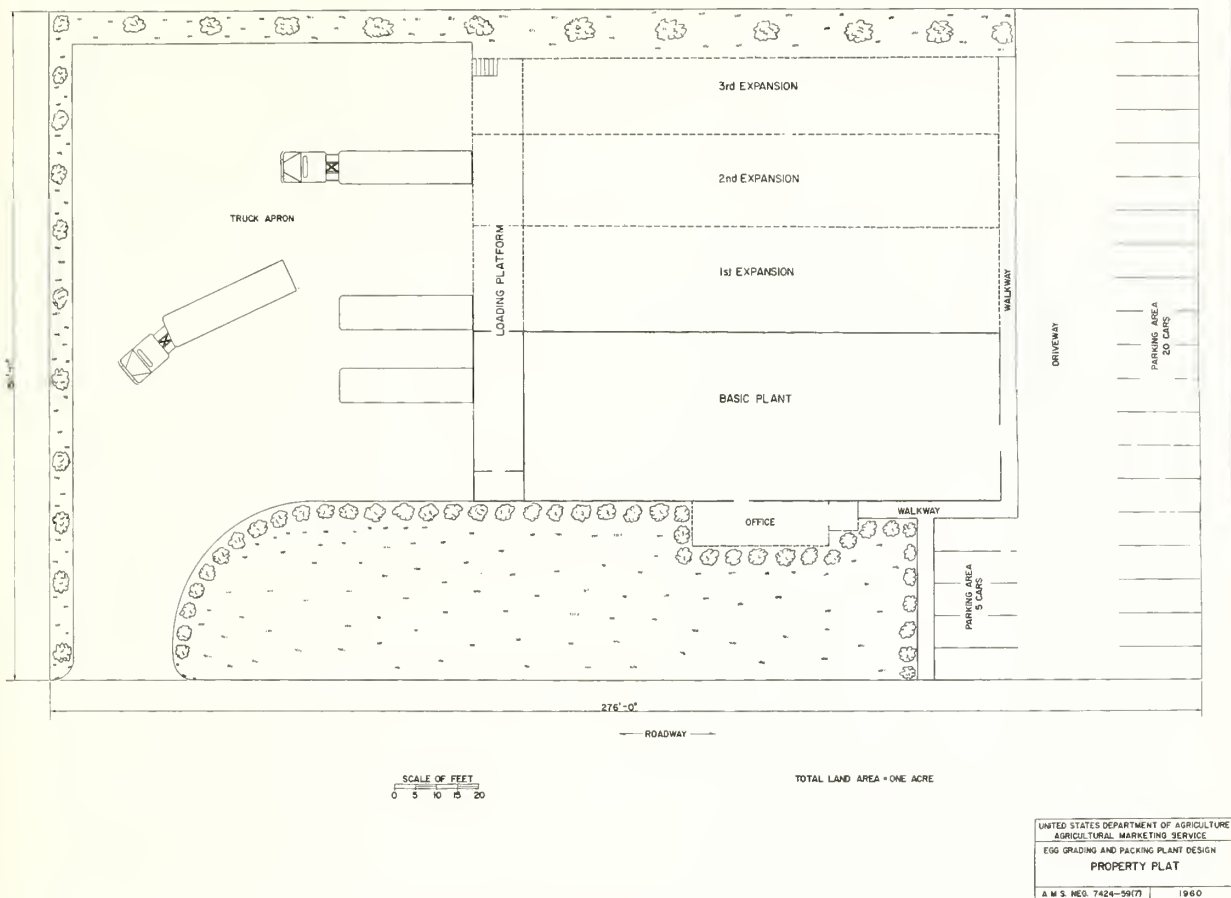 3rd EXPANSION
2nd EXPANSION
TRUCK APRON
1st EXPANSION
LOADING PLATFORM
WALKWAY
DRIVEWAY
PARKING AREA
20 CARS
BASIC PLANT
WALKWAY
OFFICE
PARKING AREA
5 CARS
276'-0"
ROADWAY
SCALE OF FEET
0 5 10 15 20
TOTAL LAND AREA = ONE ACRE
UNITED STATES DEPARTMENT OF AGRICULTURE
AGRICULTURAL MARKETING SERVICE
EGG GRADING AND PACKING PLANT DESIGN
PROPERTY PLAT
A M S. NEG. 7424-59(7) 1960